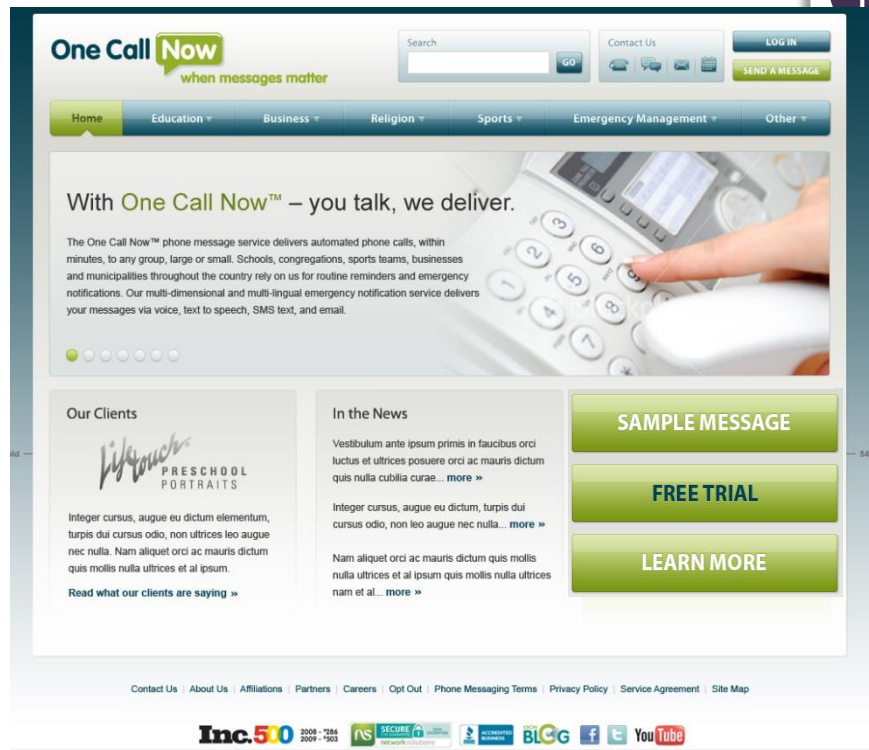 One Call Now
when messages matter
Search
GO
Contact Us
LOG IN
SEND A MESSAGE
Home Education Business Religion Sports Emergency Management Other
With One Call Now™ – you talk, we deliver.
The One Call Now™ phone message service delivers automated phone calls, within
minutes, to any group, large or small. Schools, congregations, sports teams, businesses
and municipalities throughout the country rely on us for routine reminders and emergency
notifications. Our multi-dimensional and multi-lingual emergency notification service delivers
your messages via voice, text to speech, SMS text, and email.
Our Clients
Lifetouch
PRESCHOOL
PORTRAITS
Integer cursus, augue eu dictum elementum,
turpis dui cursus odio, non ultrices leo augue
nec nulla. Nam aliquet orci ac mauris dictum
quis mollis nulla ultrices et al ipsum.
Read what our clients are saying »
In the News
Vestibulum ante ipsum primis in faucibus orci
luctus et ultrices posuere orci ac mauris dictum
quis nulla cubilia curae... more »
Integer cursus, augue eu dictum, turpis dui
cursus odio, non leo augue nec nulla... more »
Nam aliquet orci ac mauris dictum quis mollis
nulla ultrices et al ipsum quis mollis nulla ultrices
nam et al... more »
SAMPLE MESSAGE
FREE TRIAL
LEARN MORE
Contact Us | About Us | Affiliations | Partners | Careers | Opt Out | Phone Messaging Terms | Privacy Policy | Service Agreement | Site Map
Inc.500
2008 - *286
2009 - *503
SECURE
networksolutions
BBB
ACCREDITED
BUSINESS
BLOG
YouTube